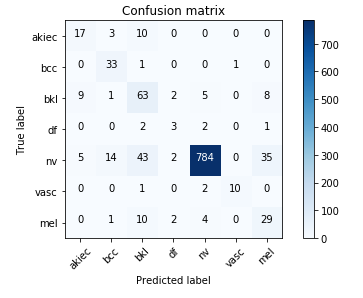 Confusion matrix
True label
akiec 17 3 10 0 0 0 0
bcc 0 33 1 0 0 1 0
bkl 9 1 63 2 5 0 8
df 0 0 2 3 2 0 1
nv 5 14 43 2 784 0 35
vasc 0 0 1 0 2 10 0
mel 0 1 10 2 4 0 29
akiec bcc bkl df nv vasc mel
Predicted label
700
600
500
400
300
200
100
0